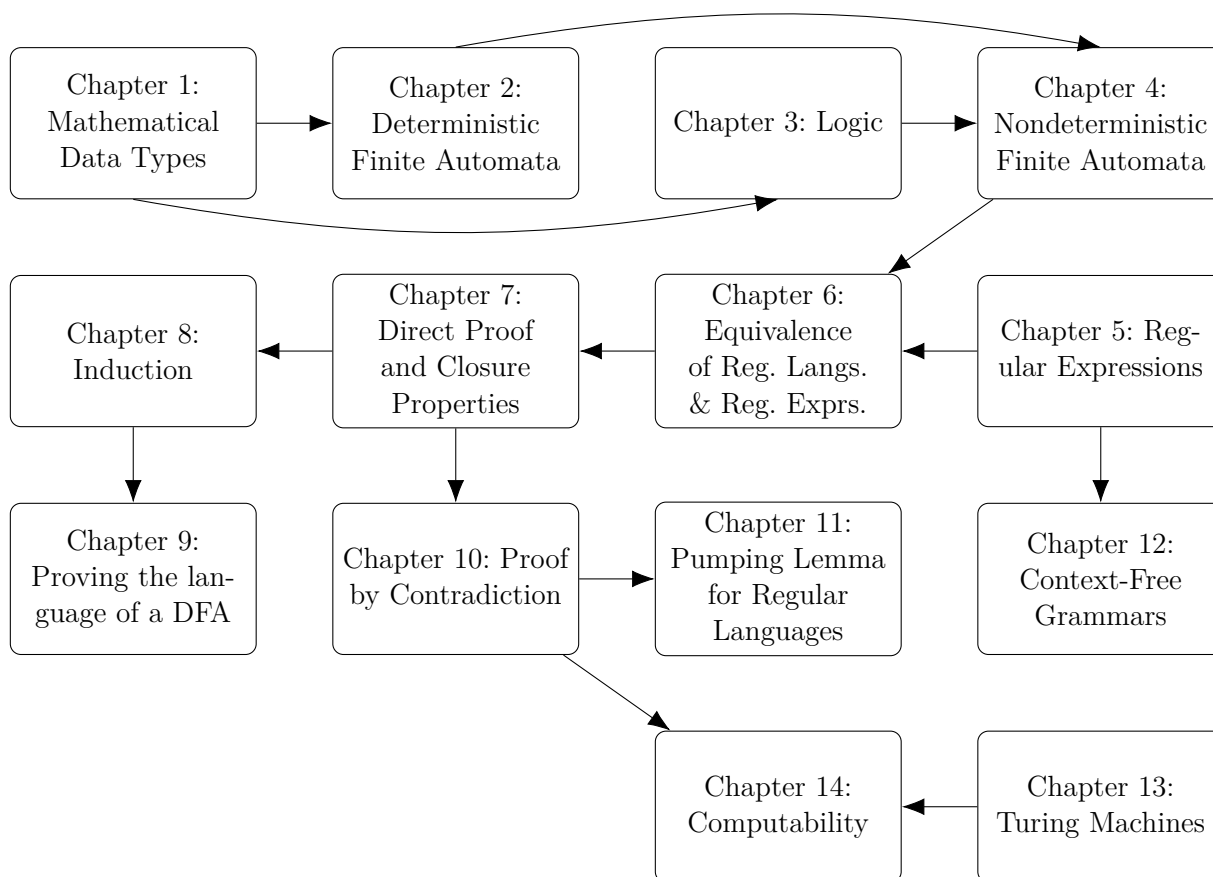 Chapter 1:
Mathematical
Data Types
Chapter 2:
Deterministic
Finite Automata
Chapter 3: Logic
Chapter 4:
Nondeterministic
Finite Automata
Chapter 8:
Induction
Chapter 7:
Direct Proof
and Closure
Properties
Chapter 6:
Equivalence
of Reg. Langs.
& Reg. Exprs.
Chapter 5: Reg-
ular Expressions
Chapter 9:
Proving the lan-
guage of a DFA
Chapter 10: Proof
by Contradiction
Chapter 11:
Pumping Lemma
for Regular
Languages
Chapter 12:
Context-Free
Grammars
Chapter 14:
Computability
Chapter 13:
Turing Machines